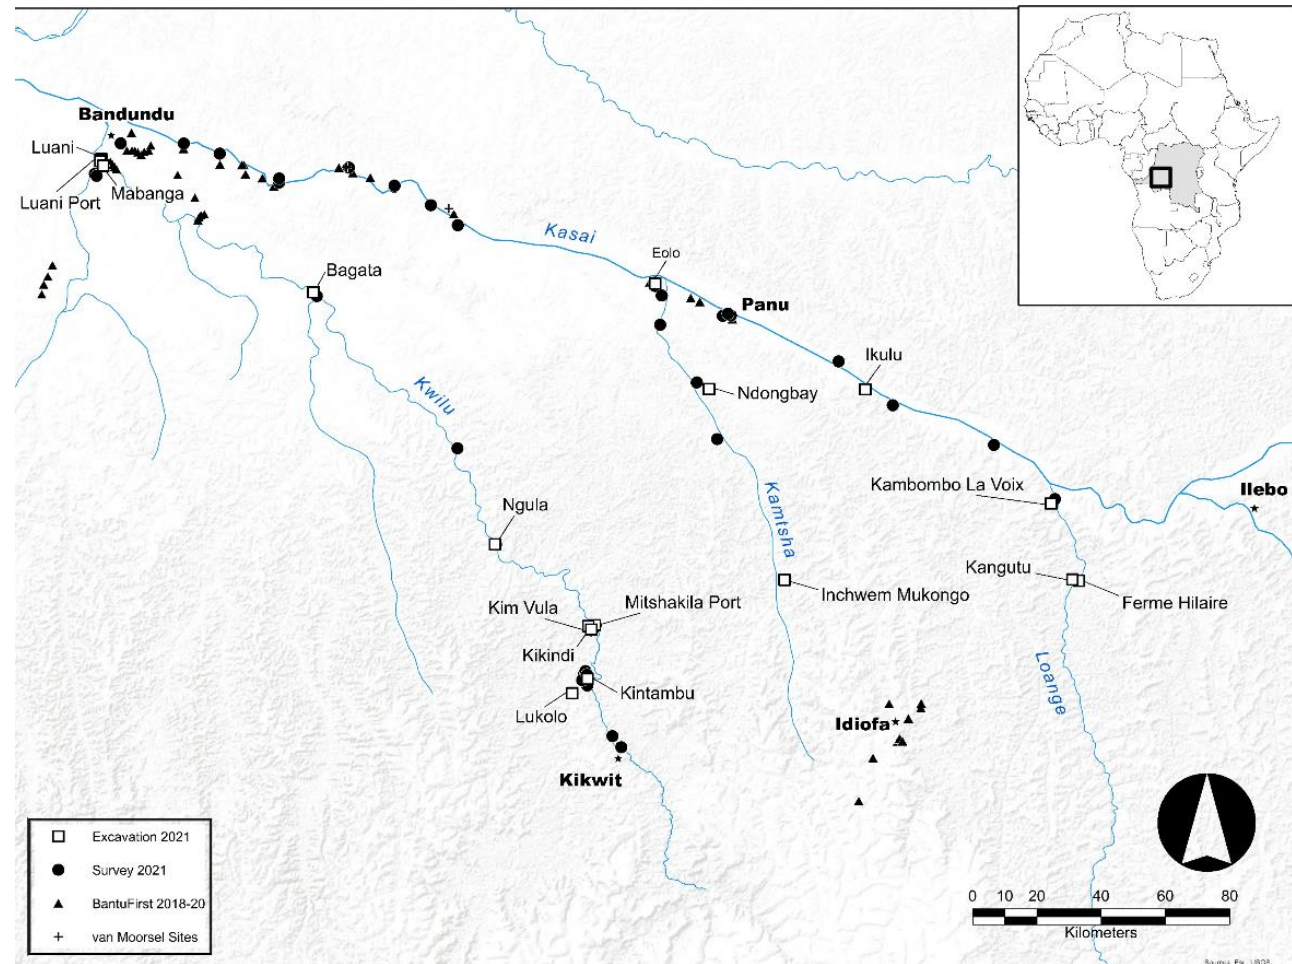 Bandundu
Luani
Mabanga
Luani Port
Kasai
Eolo
Bagata
Panu
Ikulu
Kwilu
Ndongbay
Kambombo La Voix
Ilebo
Kamtsha
Ngula
Kangutu
Inchwem Mukongo
Ferme Hilaire
Kim Vula
Mitshakila Port
Kikindi
Kintambu
Loange
Lukolo
Idiofa
Kikwit
Excavation 2021
Survey 2021
BantuFirst 2018-20
van Moorsel Sites
0 10 20 40 60 80
Kilometers